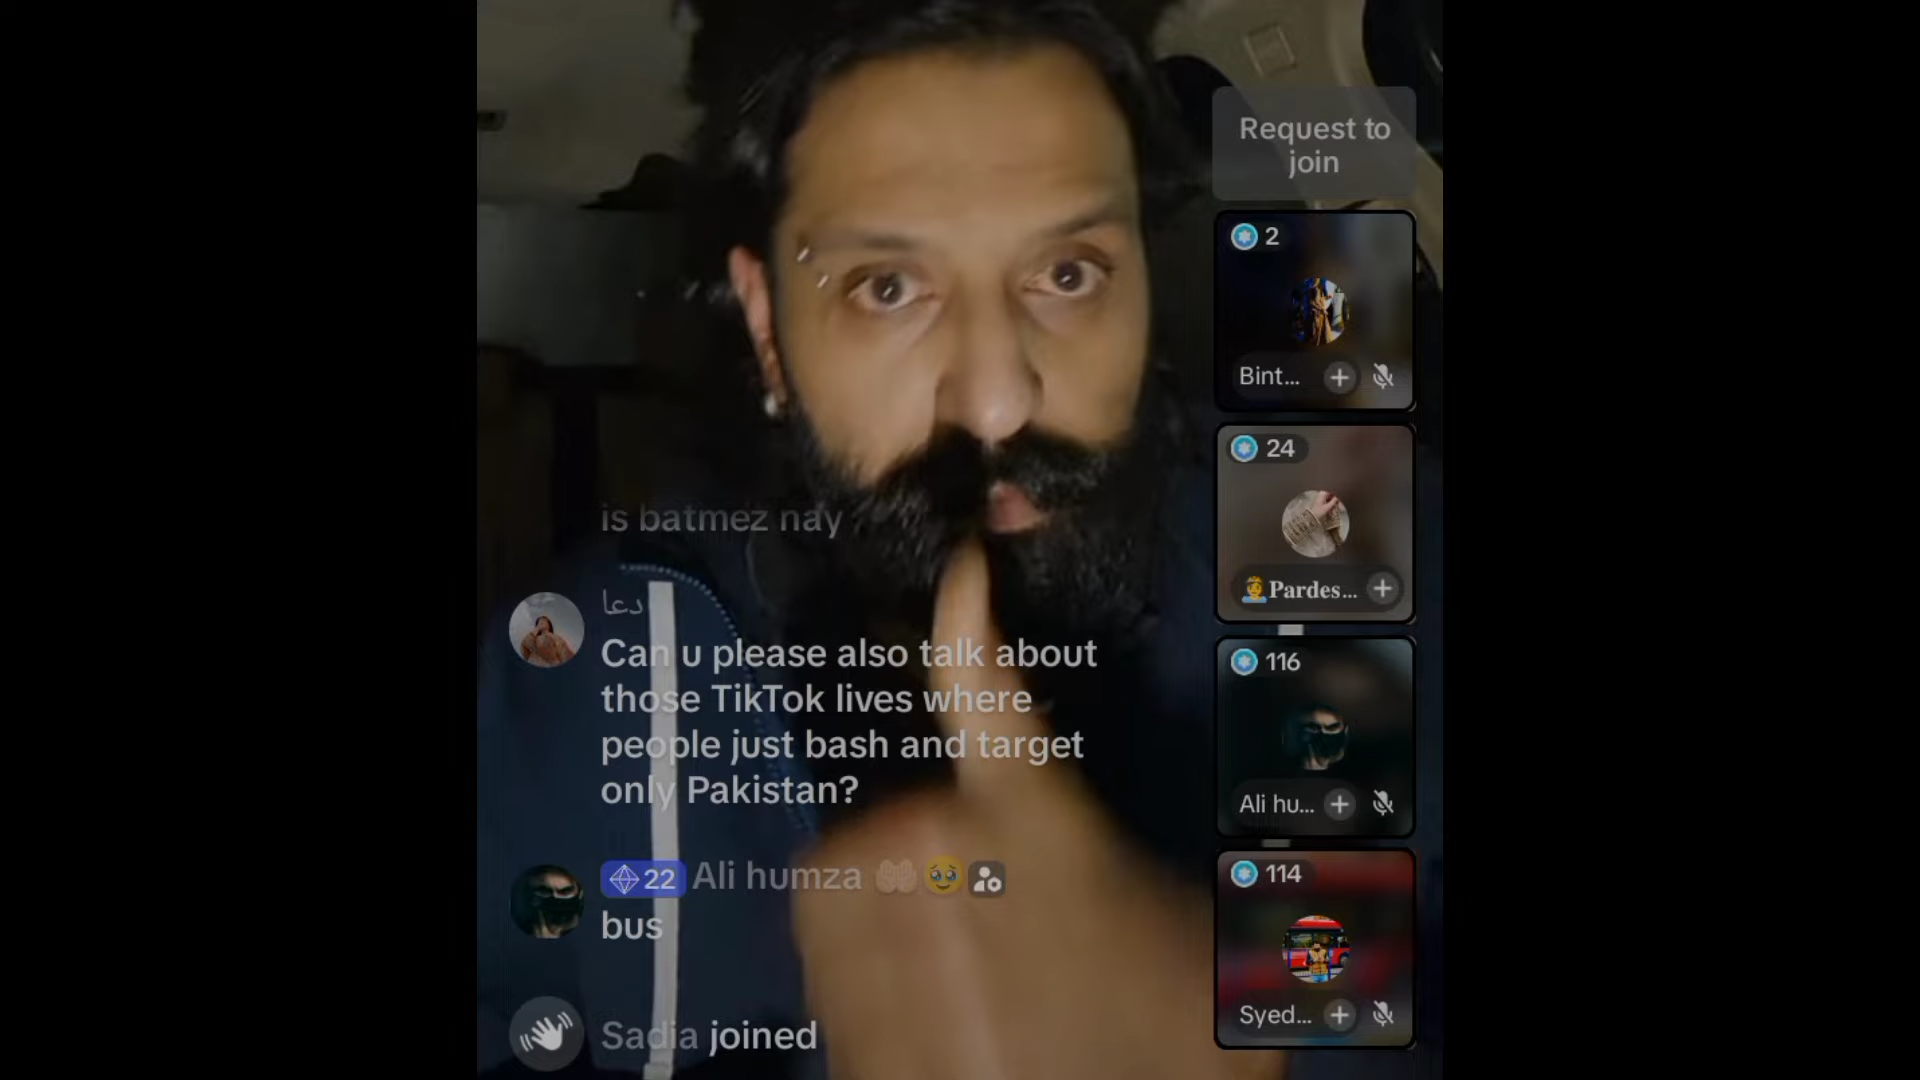 is batmez nay
دعا
Can u please also talk about
those TikTok lives where
people just bash and target
only Pakistan?
22 Ali humza 🤲🏻🥹
bus
Sadia joined
Request to
join
2
Bint...
24
🤷‍♂️Pardes...
116
Ali hu...
114
Syed...